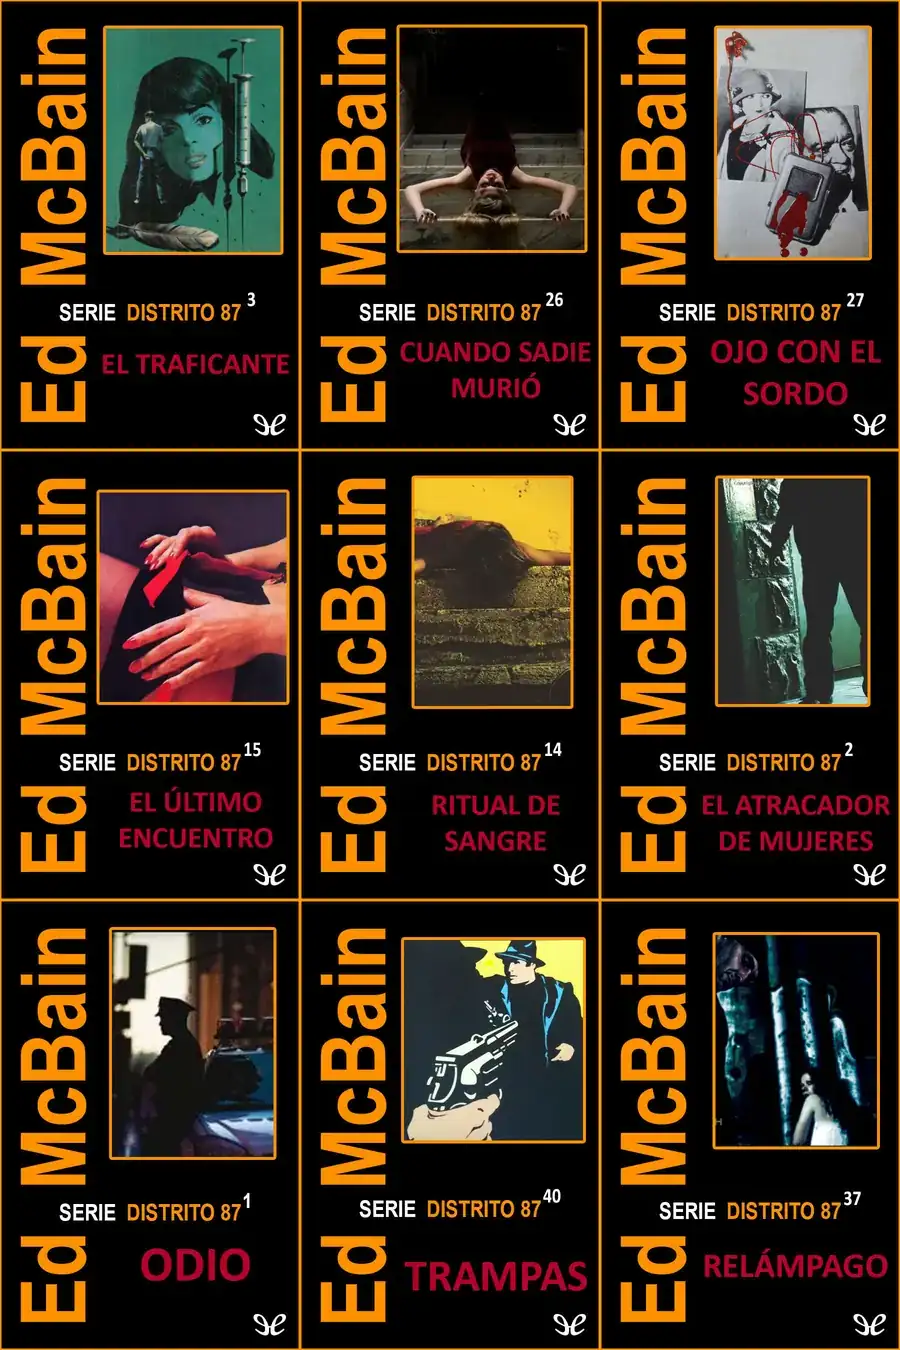 Ed McBain
SERIE DISTRITO 87 3
EL TRAFICANTE
Ed McBain
SERIE DISTRITO 87 26
CUANDO SADIE
MURIÓ
Ed McBain
SERIE DISTRITO 87 27
OJO CON EL
SORDO
Ed McBain
SERIE DISTRITO 87 15
EL ÚLTIMO
ENCUENTRO
Ed McBain
SERIE DISTRITO 87 14
RITUAL DE
SANGRE
Ed McBain
SERIE DISTRITO 87 2
EL ATRACADOR
DE MUJERES
Ed McBain
SERIE DISTRITO 87 1
ODIO
Ed McBain
SERIE DISTRITO 87 40
TRAMPAS
Ed McBain
SERIE DISTRITO 87 37
RELÁMPAGO